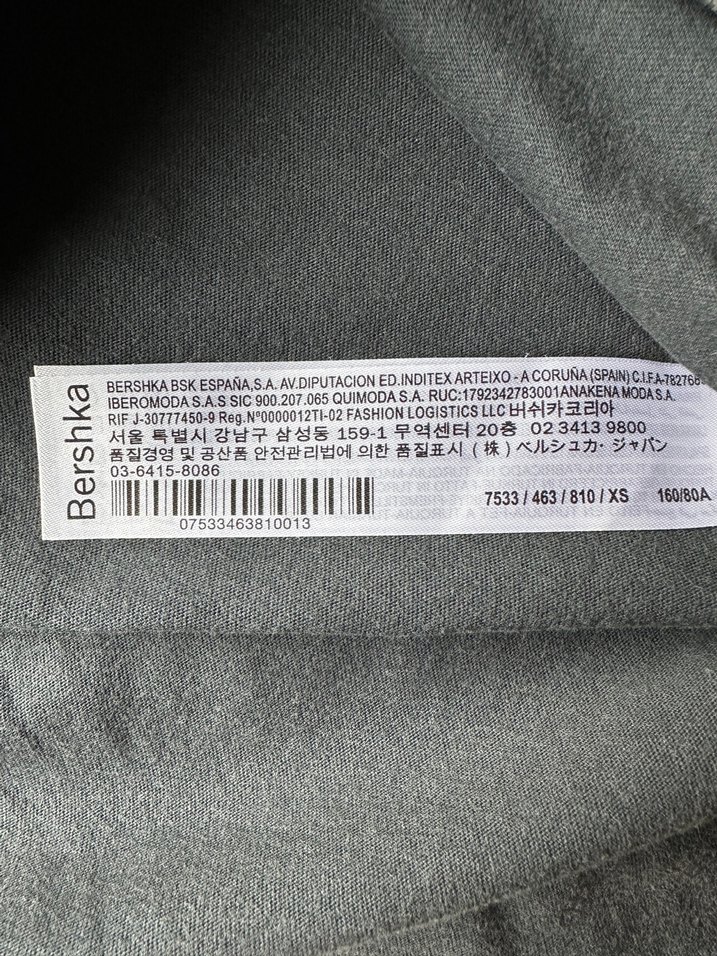 Bershka
BERSHKA BSK ESPAÑA,S.A. AV.DIPUTACION ED.INDITEX ARTEIXO - A CORUÑA (SPAIN) C.I.F.A-782768
IBEROMODA S.A.S SIC 900.207.065 QUIMODA S.A. RUC:1792342783001ANAKENA MODA S.A.
RIF J-30777450-9 Reg.Nº0000012TI-02 FASHION LOGISTICS LLC 버쉬카코리아
서울 특별시 강남구 삼성동 159-1 무역센터 20층 02 3413 9800
품질경영 및 공산품 안전관리법에 의한 품질표시 (株) ベルシュカ・ジャパン
03-6415-8086
07533463810013
7533 / 463 / 810 / XS 160/80A